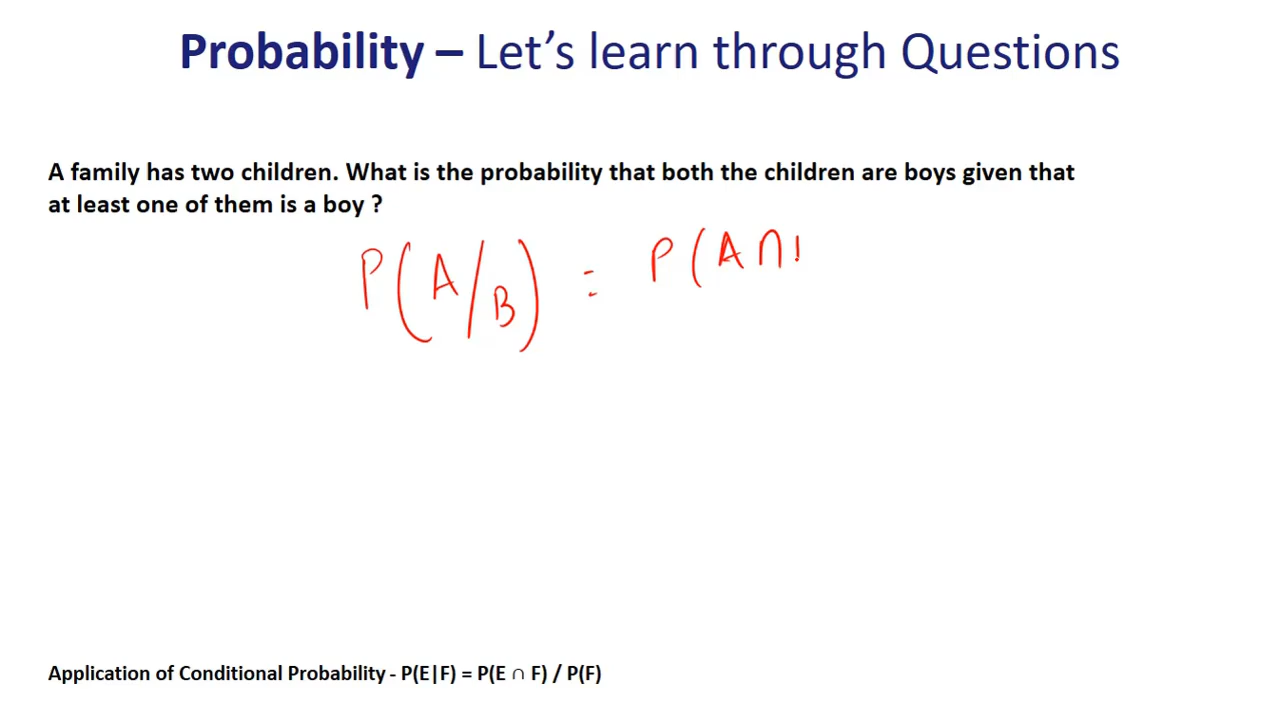 Probability – Let's learn through Questions
A family has two children. What is the probability that both the children are boys given that
at least one of them is a boy ?
P(A/B) = P(A∩
Application of Conditional Probability - P(E|F) = P(E ∩ F) / P(F)